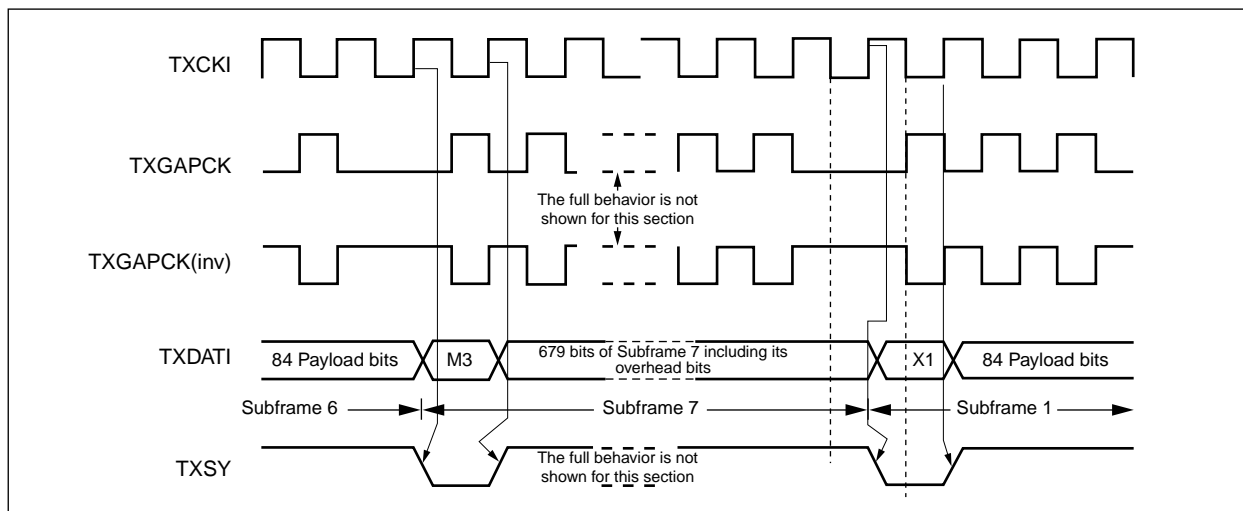 TXCKI
TXGAPCK
The full behavior is not
shown for this section
TXGAPCK(inv)
TXDATI
84 Payload bits
M3
679 bits of Subframe 7 including its
overhead bits
X1
84 Payload bits
Subframe 6
Subframe 7
Subframe 1
TXSY
The full behavior is not
shown for this section